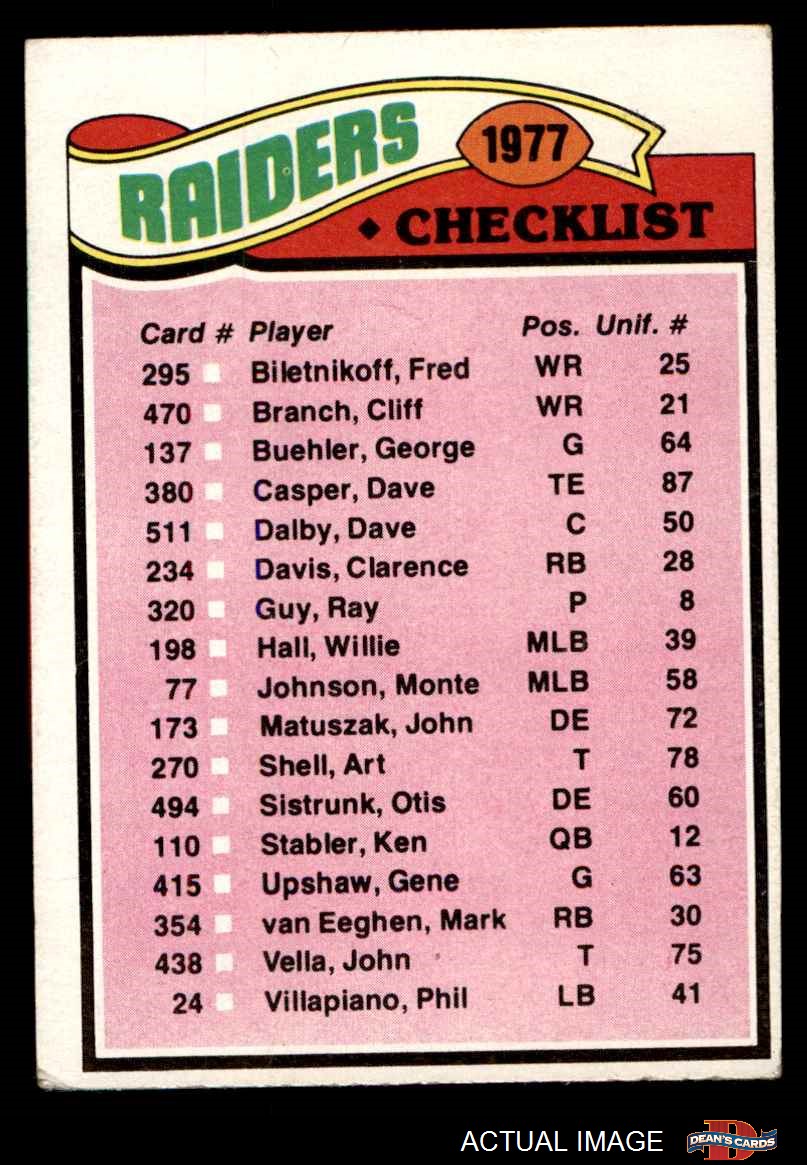 RAIDERS
1977
♦ CHECKLIST
Card # Player Pos. Unif. #
295 Biletnikoff, Fred WR 25
470 Branch, Cliff WR 21
137 Buehler, George G 64
380 Casper, Dave TE 87
511 Dalby, Dave C 50
234 Davis, Clarence RB 28
320 Guy, Ray P 8
198 Hall, Willie MLB 39
77 Johnson, Monte MLB 58
173 Matuszak, John DE 72
270 Shell, Art T 78
494 Sistrunk, Otis DE 60
110 Stabler, Ken QB 12
415 Upshaw, Gene G 63
354 van Eeghen, Mark RB 30
438 Vella, John T 75
24 Villapiano, Phil LB 41
ACTUAL IMAGE
D
DEAN'S CARDS